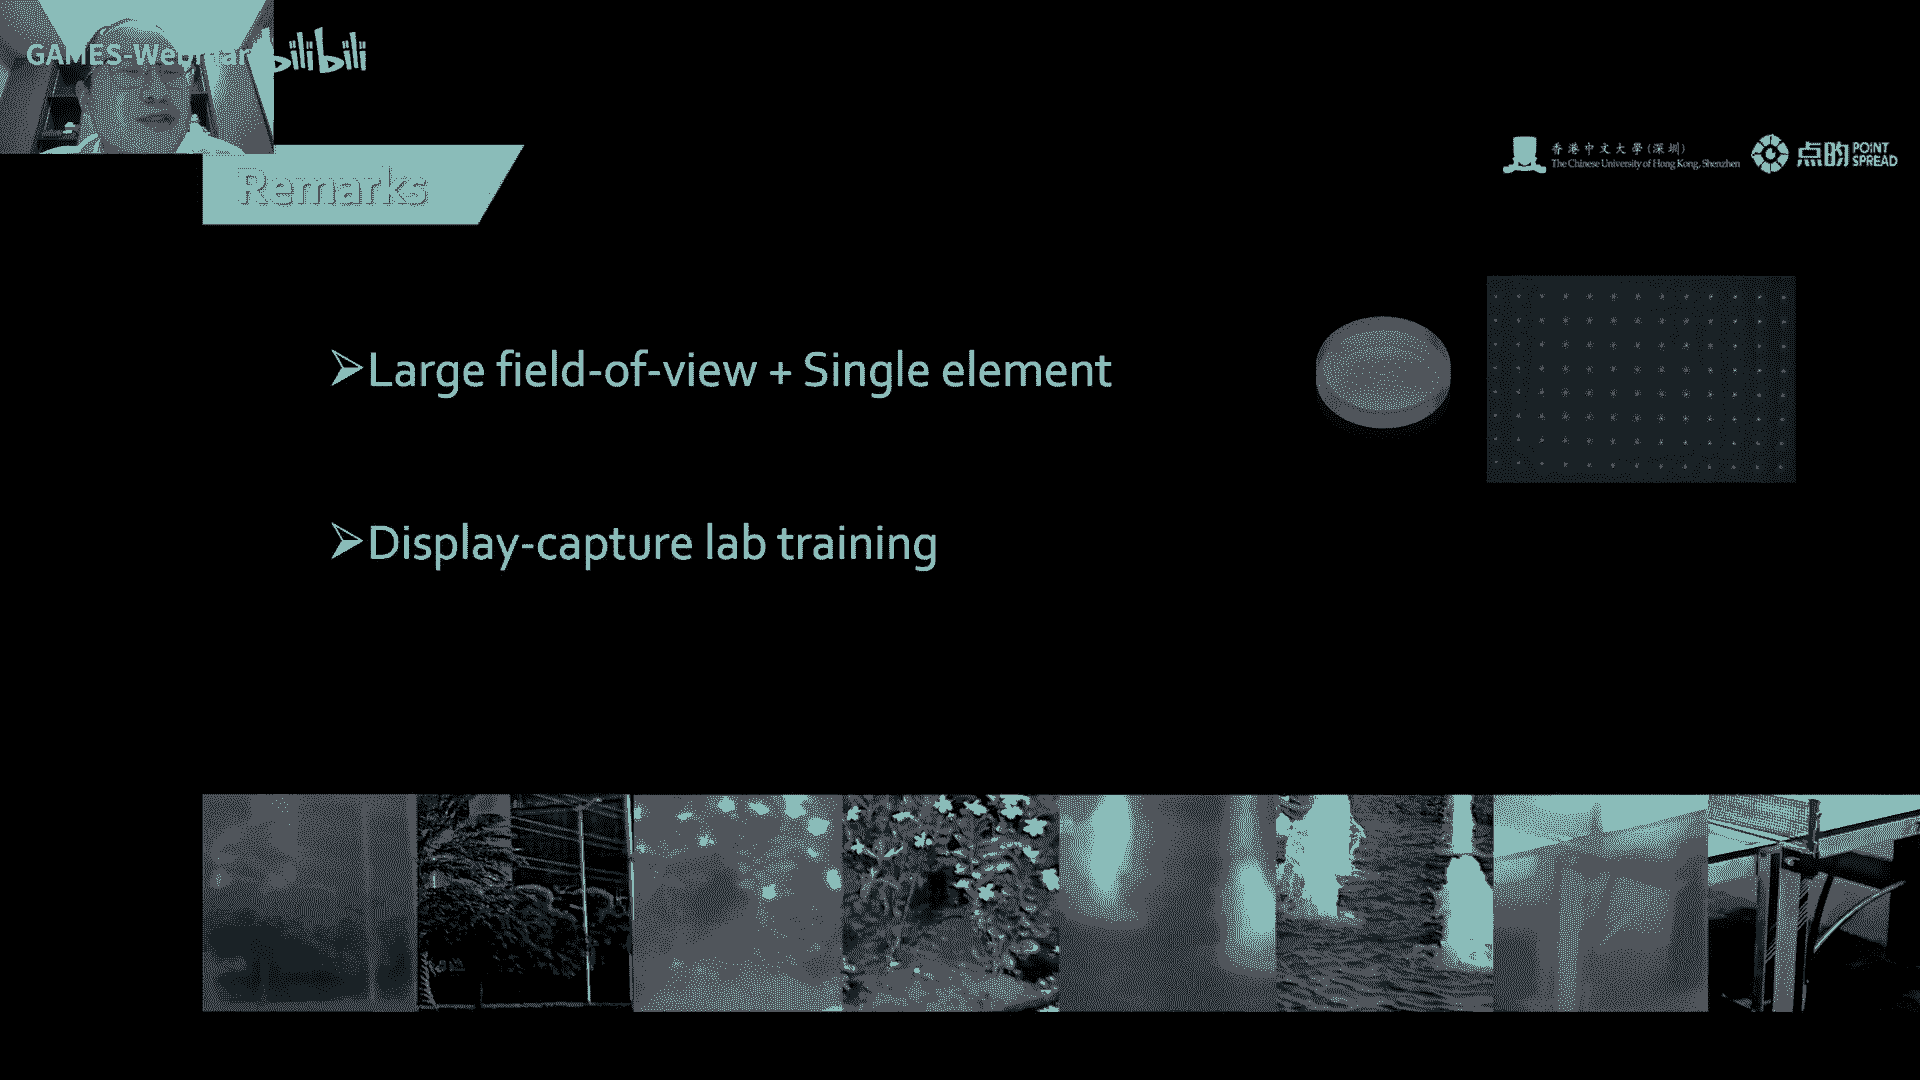 GAMES-Webinar
bilibili
香港中文大學(深圳)
The Chinese University of Hong Kong, Shenzhen
点昀 POINT
SPREAD
Remarks
➢Large field-of-view + Single element
➢Display-capture lab training